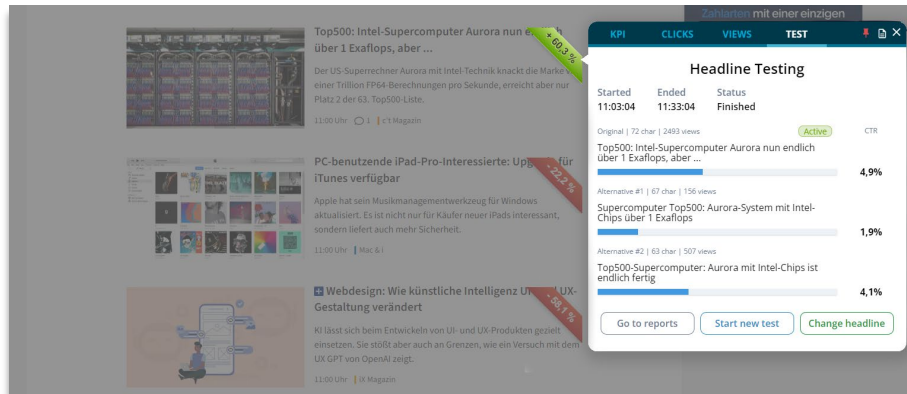 Zahlarten mit einer einzigen
Top500: Intel-Supercomputer Aurora nun
über 1 Exaflops, aber ...
+ 60,3 %
Der US-Superrechner Aurora mit Intel-Technik knackt die Marke
einer Trillion FP64-Berechnungen pro Sekunde, erreicht aber nur
Platz 2 der 63. Top500-Liste.
11:00 Uhr 1 c't Magazin
PC-benutzende iPad-Pro-Interessierte: für
iTunes verfügbar
- 22,2 %
Apple hat sein Musikmanagementwerkzeug für Windows
aktualisiert. Es ist nicht nur für Käufer neuer iPads interessant,
sondern liefert auch mehr Sicherheit.
11:00 Uhr Mac & i
Webdesign: Wie künstliche Intelligenz UX-
Gestaltung verändert
- 58,1 %
KI lässt sich beim Entwickeln von UI- und UX-Produkten gezielt
einsetzen. Sie stößt aber auch an Grenzen, wie ein Versuch mit dem
UX GPT von OpenAI zeigt.
11:00 Uhr iX Magazin
KPI CLICKS VIEWS TEST
Headline Testing
Started Ended Status
11:03:04 11:33:04 Finished
Original | 72 char | 2493 views Active CTR
Top500: Intel-Supercomputer Aurora nun endlich
über 1 Exaflops, aber ...
4,9%
Alternative #1 | 67 char | 156 views
Supercomputer Top500: Aurora-System mit Intel-
Chips über 1 Exaflops
1,9%
Alternative #2 | 63 char | 507 views
Top500-Supercomputer: Aurora mit Intel-Chips ist
endlich fertig
4,1%
Go to reports Start new test Change headline